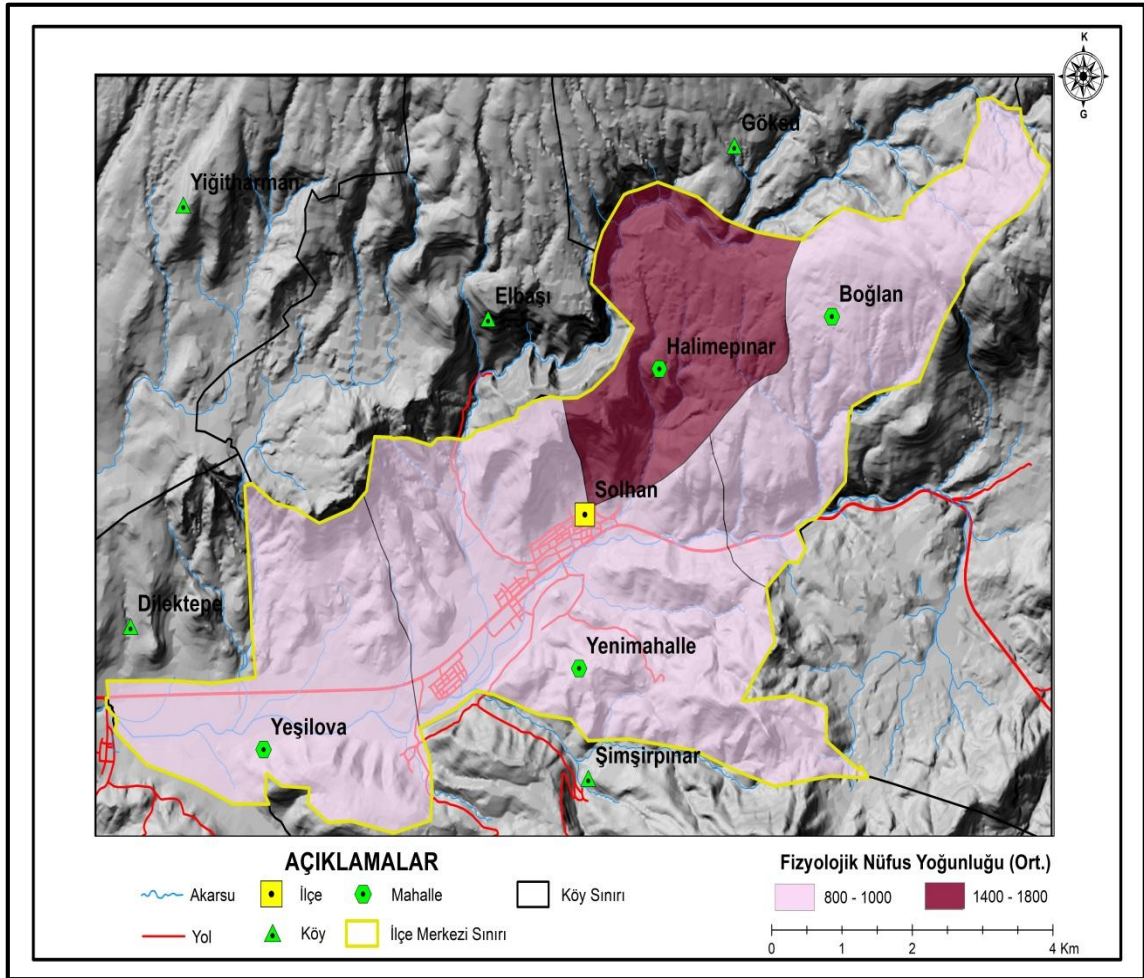 K
G
Göksu
Yiğitharman
Elbaşı
Boğlan
Halimepınar
Solhan
Dilektepe
Yenimahalle
Yeşilova
Şimşirpınar
AÇIKLAMALAR
Akarsu
İlçe
Mahalle
Köy Sınırı
Yol
Köy
İlçe Merkezi Sınırı
Fizyolojik Nüfus Yoğunluğu (Ort.)
800 - 1000
1400 - 1800
0 1 2 4 Km